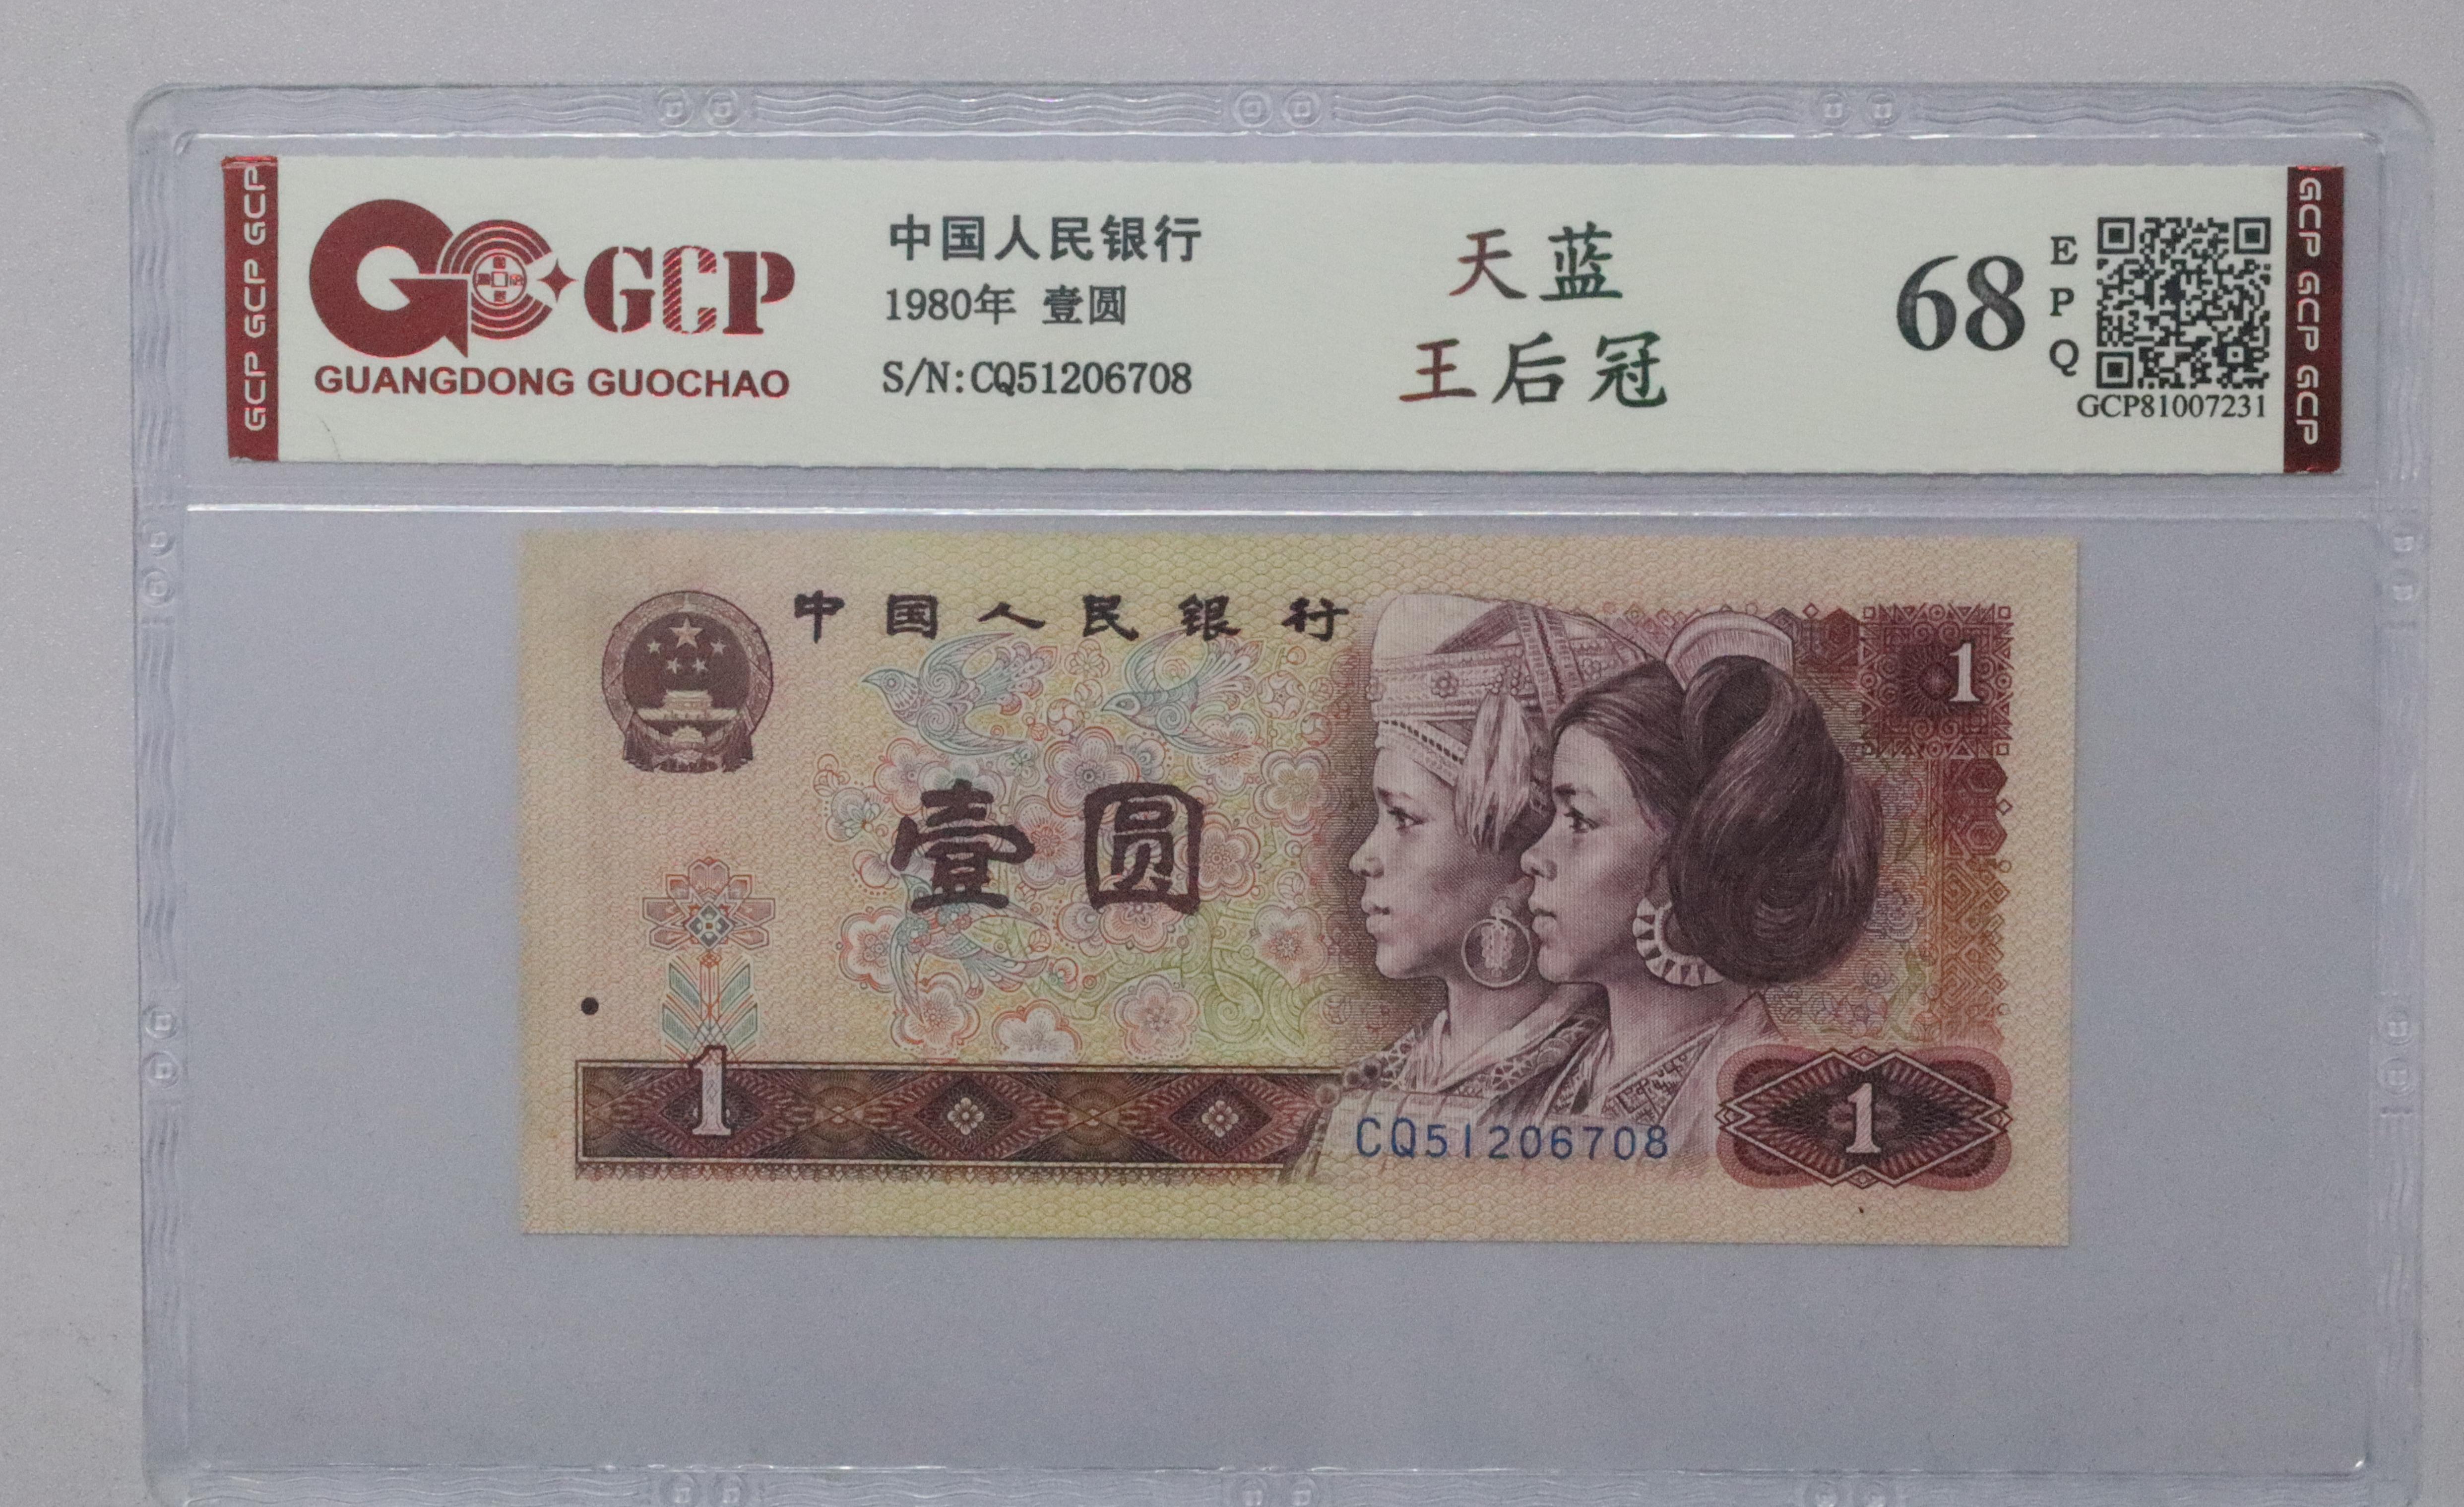 GCP GCP GCP
GCP
GUANGDONG GUOCHAO
中国人民银行
1980年 壹圆
S/N:CQ51206708
天蓝
王后冠
68
EPQ
GCP81007231
GCP GCP GCP
中国人民银行
1
壹圆
1
CQ51206708
1